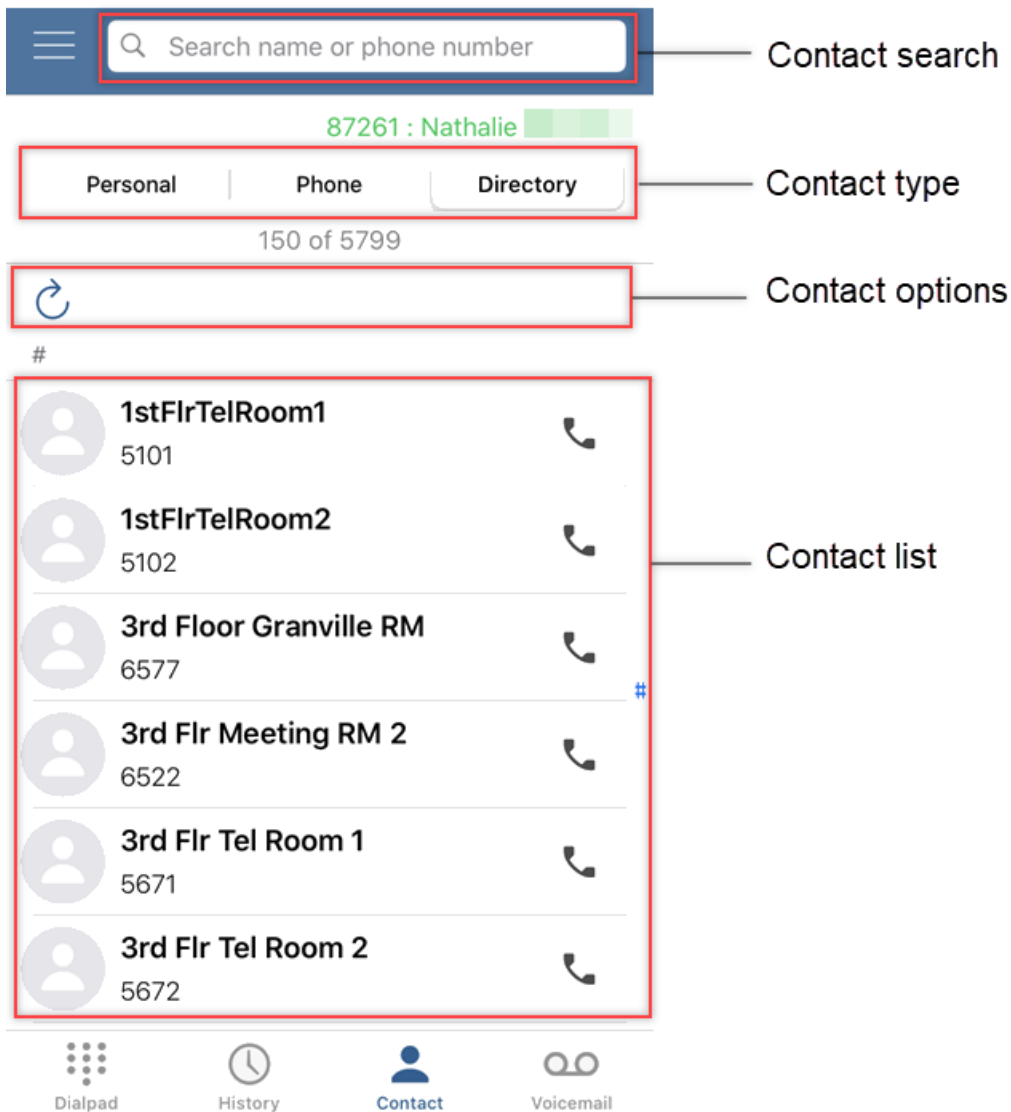 Search name or phone number
Contact search
87261 : Nathalie
Personal Phone Directory
Contact type
150 of 5799
Contact options
#
1stFlrTelRoom1
5101
1stFlrTelRoom2
5102
Contact list
3rd Floor Granville RM
6577
#
3rd Flr Meeting RM 2
6522
3rd Flr Tel Room 1
5671
3rd Flr Tel Room 2
5672
Dialpad History Contact Voicemail